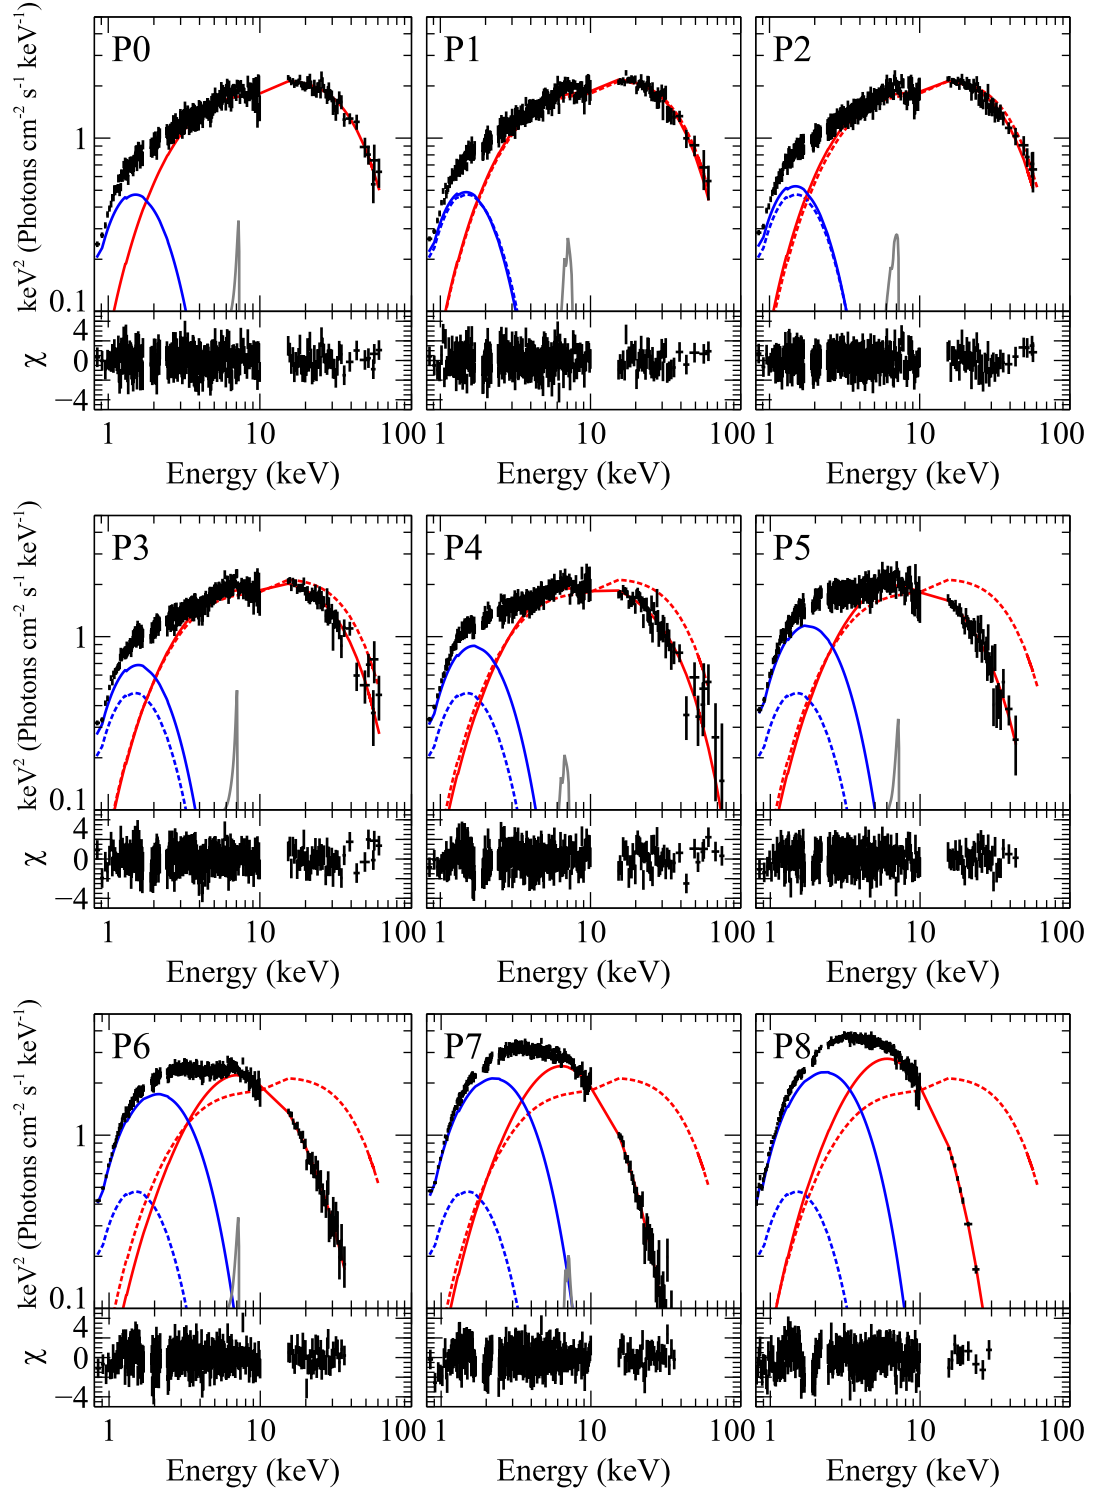 P0 P1 P2
keV² (Photons cm⁻² s⁻¹ keV⁻¹)
1
0.1
χ
4
0
−4
1 10 100 1 10 100 1 10 100
Energy (keV) Energy (keV) Energy (keV)
P3 P4 P5
keV² (Photons cm⁻² s⁻¹ keV⁻¹)
1
0.1
χ
4
0
−4
1 10 100 1 10 100 1 10 100
Energy (keV) Energy (keV) Energy (keV)
P6 P7 P8
keV² (Photons cm⁻² s⁻¹ keV⁻¹)
1
0.1
χ
4
0
−4
1 10 100 1 10 100 1 10 100
Energy (keV) Energy (keV) Energy (keV)